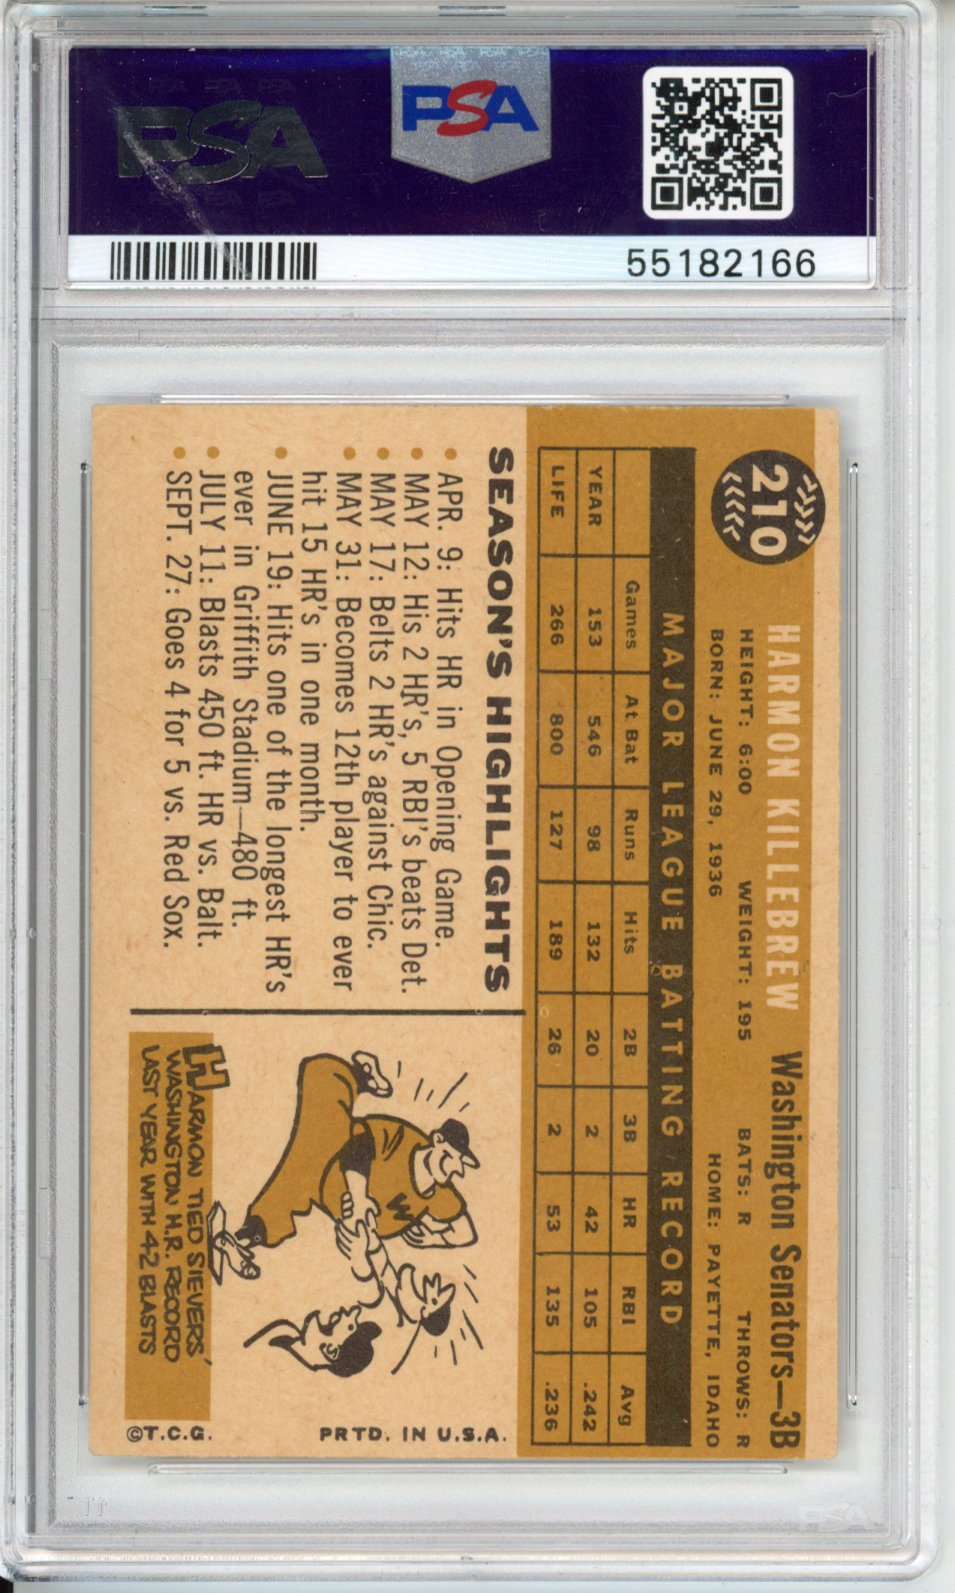 PSA
PSA
55182166
210
HARMON KILLEBREW Washington Senators—3B
HEIGHT: 6:00 WEIGHT: 195 BATS: R THROWS: R
BORN: JUNE 29, 1936 HOME: PAYETTE, IDAHO
MAJOR LEAGUE BATTING RECORD
Games At Bat Runs Hits 2B 3B HR RBI Avg
YEAR 153 546 98 132 20 2 42 105 .242
LIFE 266 800 127 189 26 2 53 135 .236
SEASON'S HIGHLIGHTS
• APR. 9: Hits HR in Opening Game.
• MAY 12: His 2 HR's, 5 RBI's beats Det.
• MAY 17: Belts 2 HR's against Chic.
• MAY 31: Becomes 12th player to ever
hit 15 HR's in one month.
• JUNE 19: Hits one of the longest HR's
ever in Griffith Stadium—480 ft.
• JULY 11: Blasts 450 ft. HR vs. Balt.
• SEPT. 27: Goes 4 for 5 vs. Red Sox.
W
S
HARMON TIED SIEVERS'
WASHINGTON H.R. RECORD
LAST YEAR WITH 42 BLASTS
©T.C.G. PRTD. IN U.S.A.
PSA